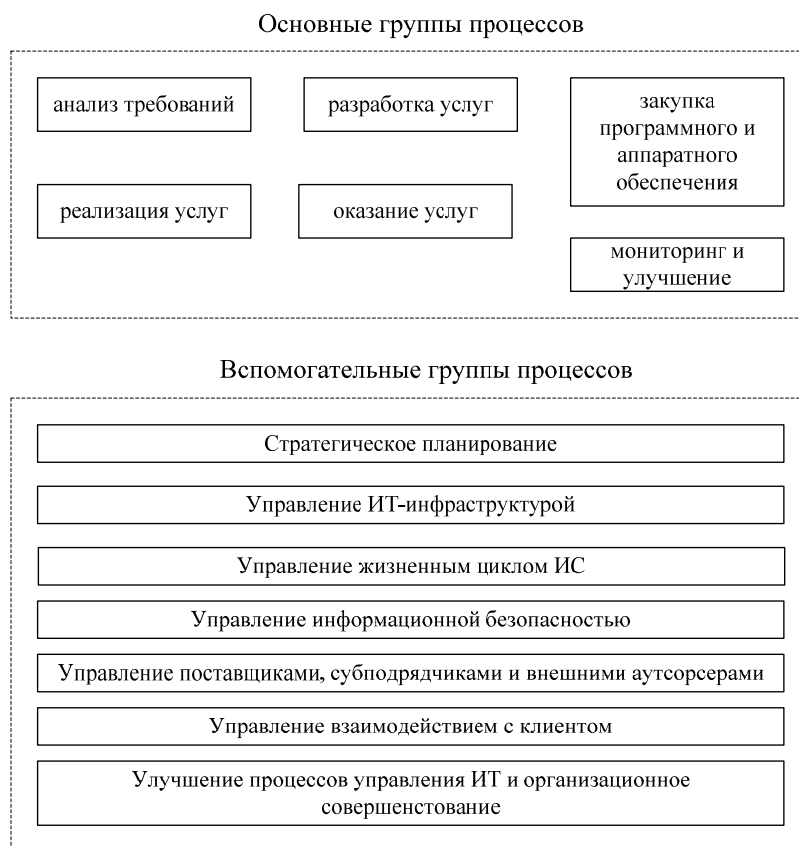 Основные группы процессов
анализ требований
разработка услуг
закупка
программного и
аппаратного
обеспечения
реализация услуг
оказание услуг
мониторинг и
улучшение
Вспомогательные группы процессов
Стратегическое планирование
Управление ИТ-инфраструктурой
Управление жизненным циклом ИС
Управление информационной безопасностью
Управление поставщиками, субподрядчиками и внешними аутсорсерами
Управление взаимодействием с клиентом
Улучшение процессов управления ИТ и организационное
совершенстование